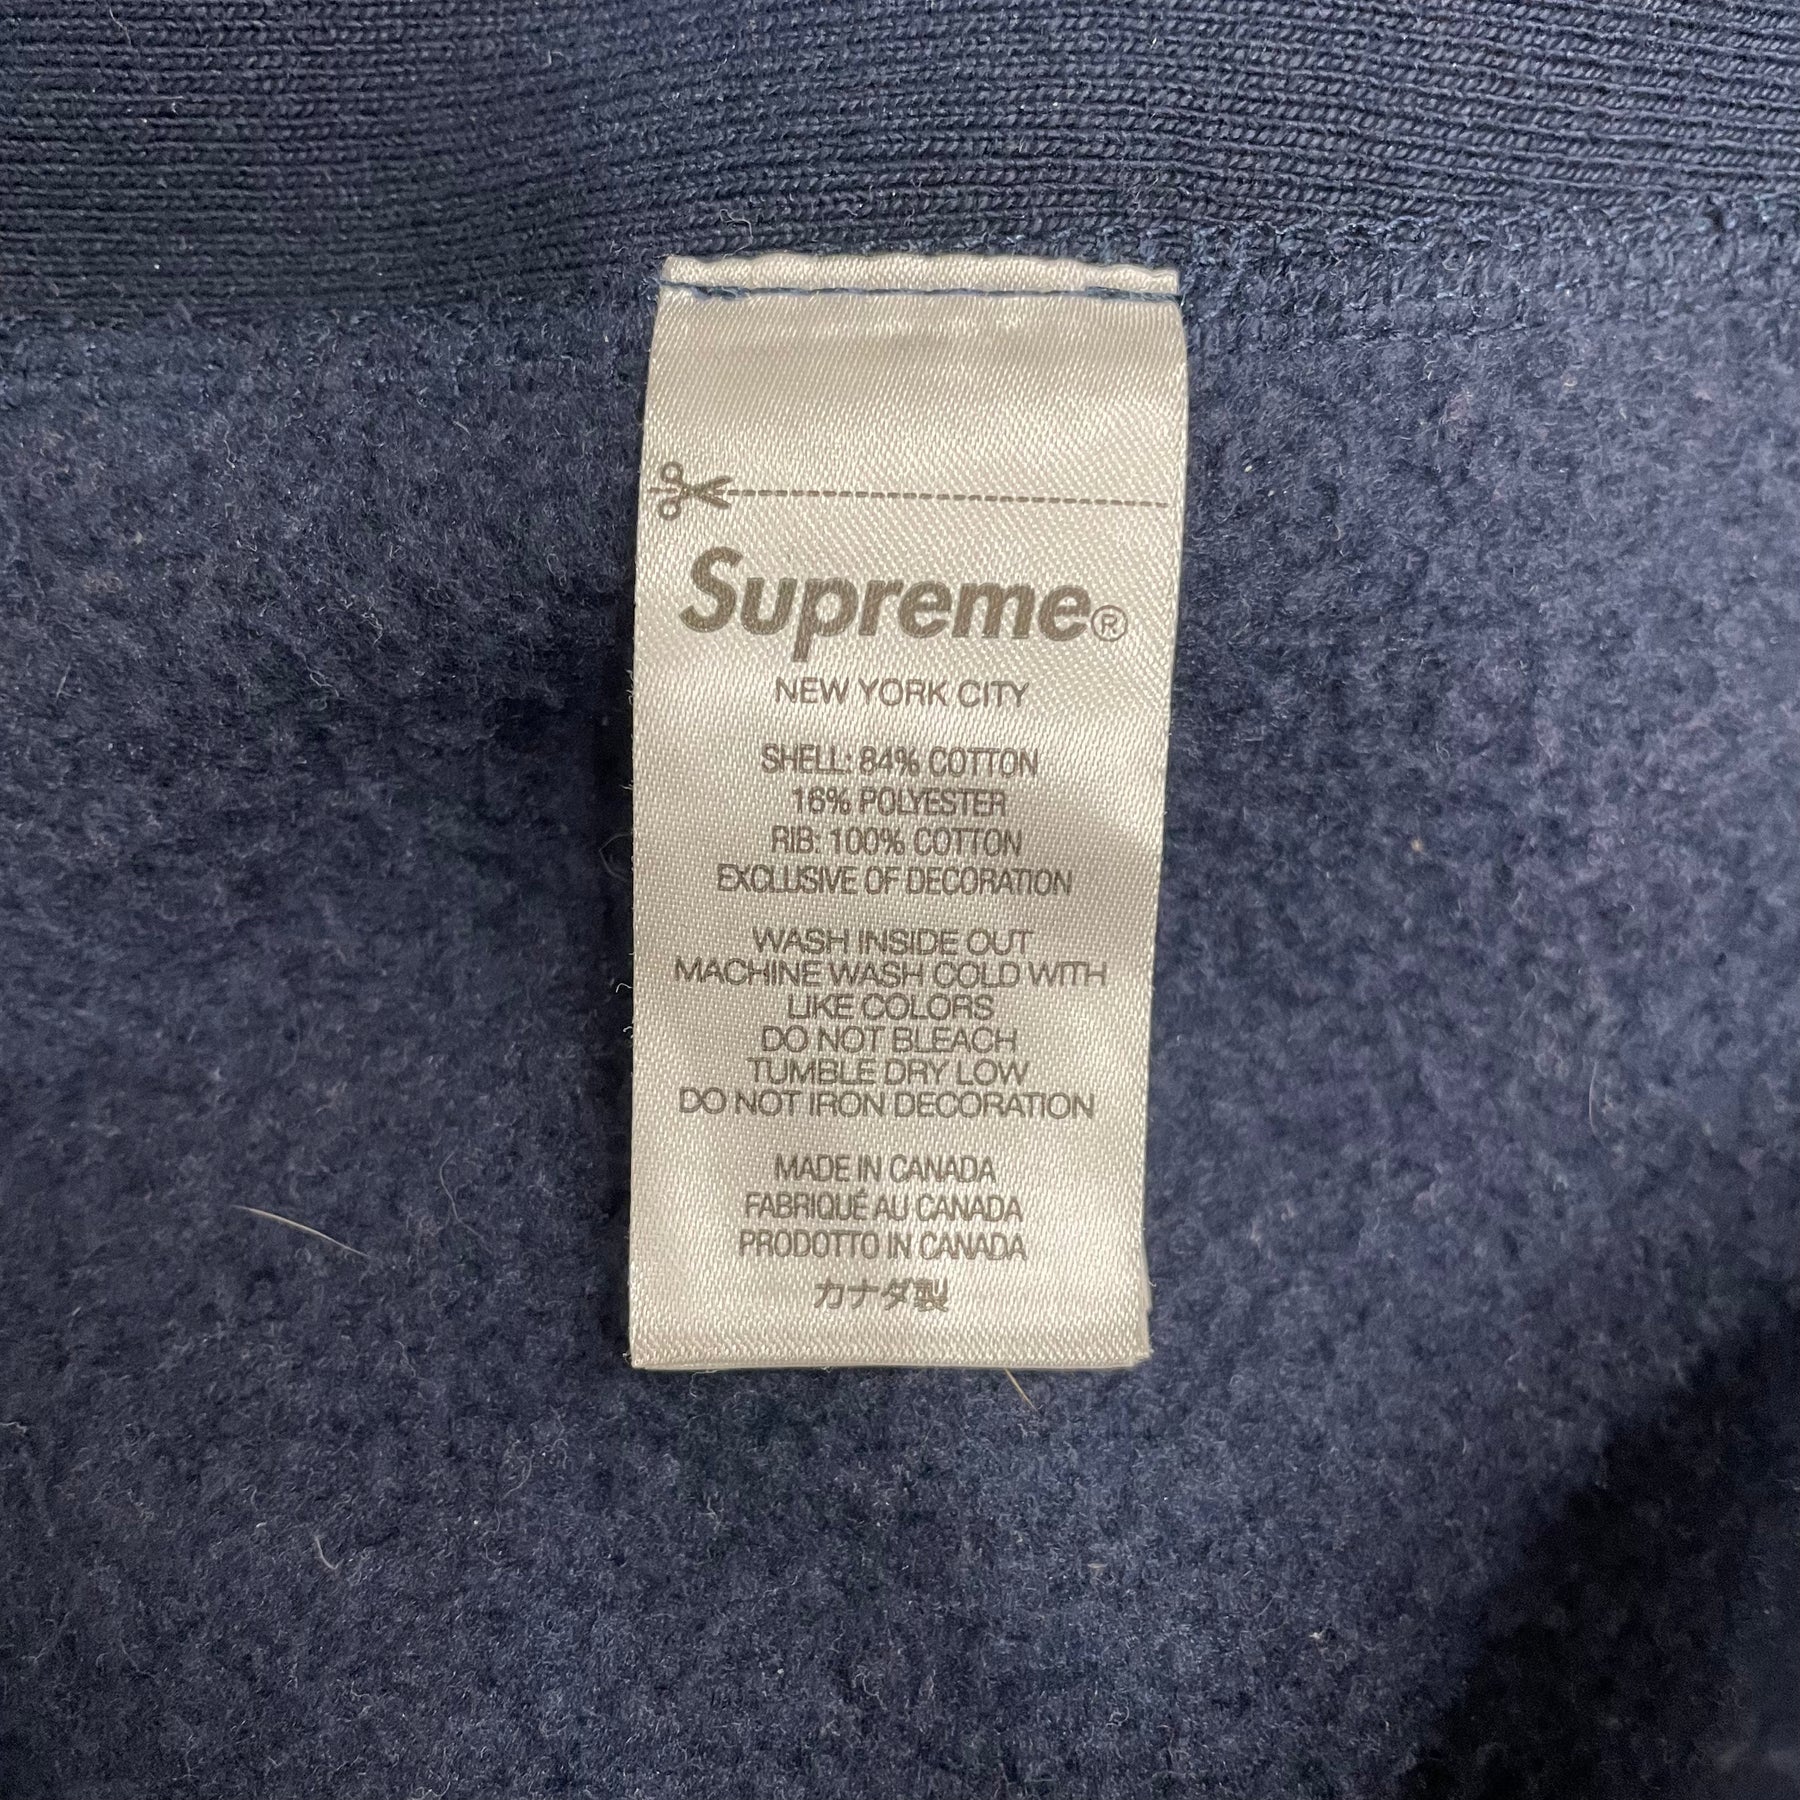 Supreme®
NEW YORK CITY
SHELL: 84% COTTON
16% POLYESTER
RIB: 100% COTTON
EXCLUSIVE OF DECORATION
WASH INSIDE OUT
MACHINE WASH COLD WITH
LIKE COLORS
DO NOT BLEACH
TUMBLE DRY LOW
DO NOT IRON DECORATION
MADE IN CANADA
FABRIQUÉ AU CANADA
PRODOTTO IN CANADA
カナダ製